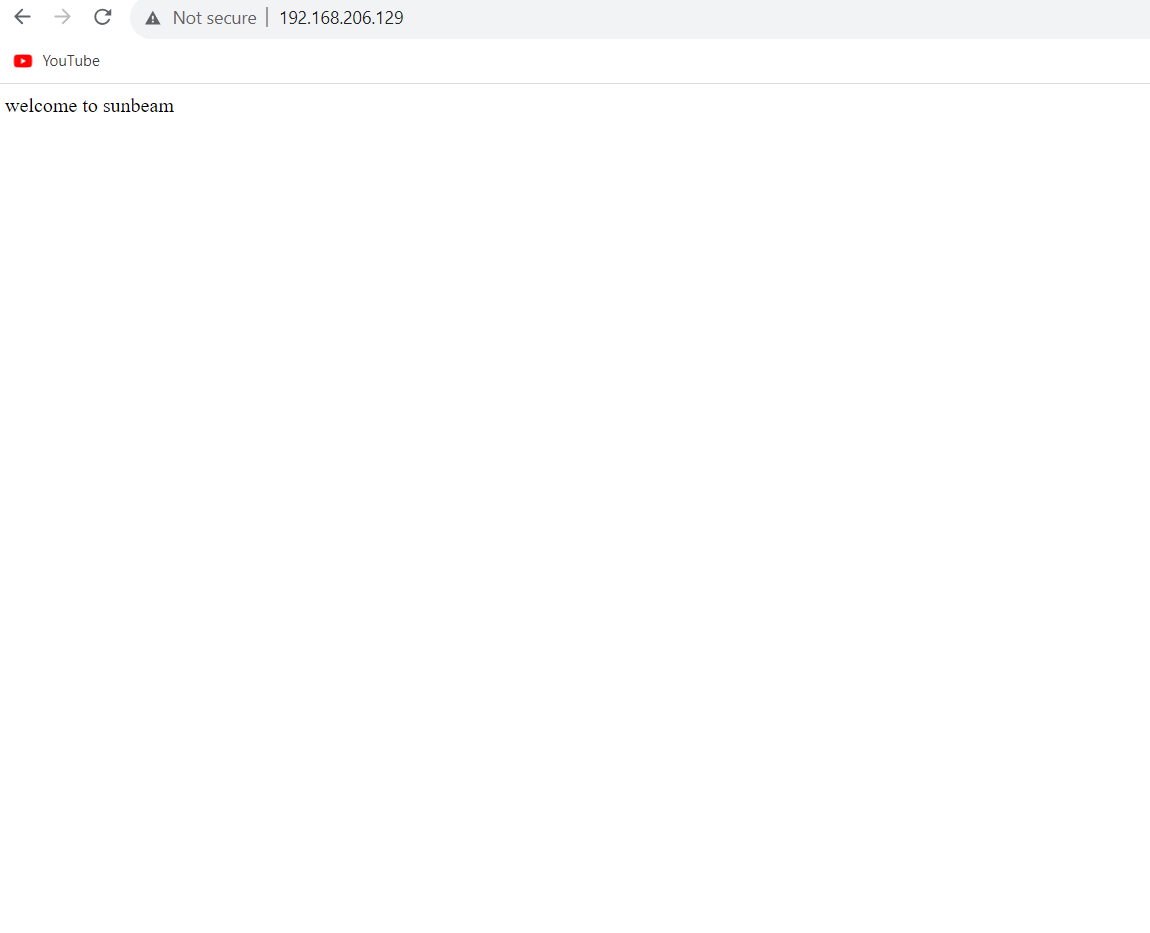 Not secure | 192.168.206.129
YouTube
welcome to sunbeam